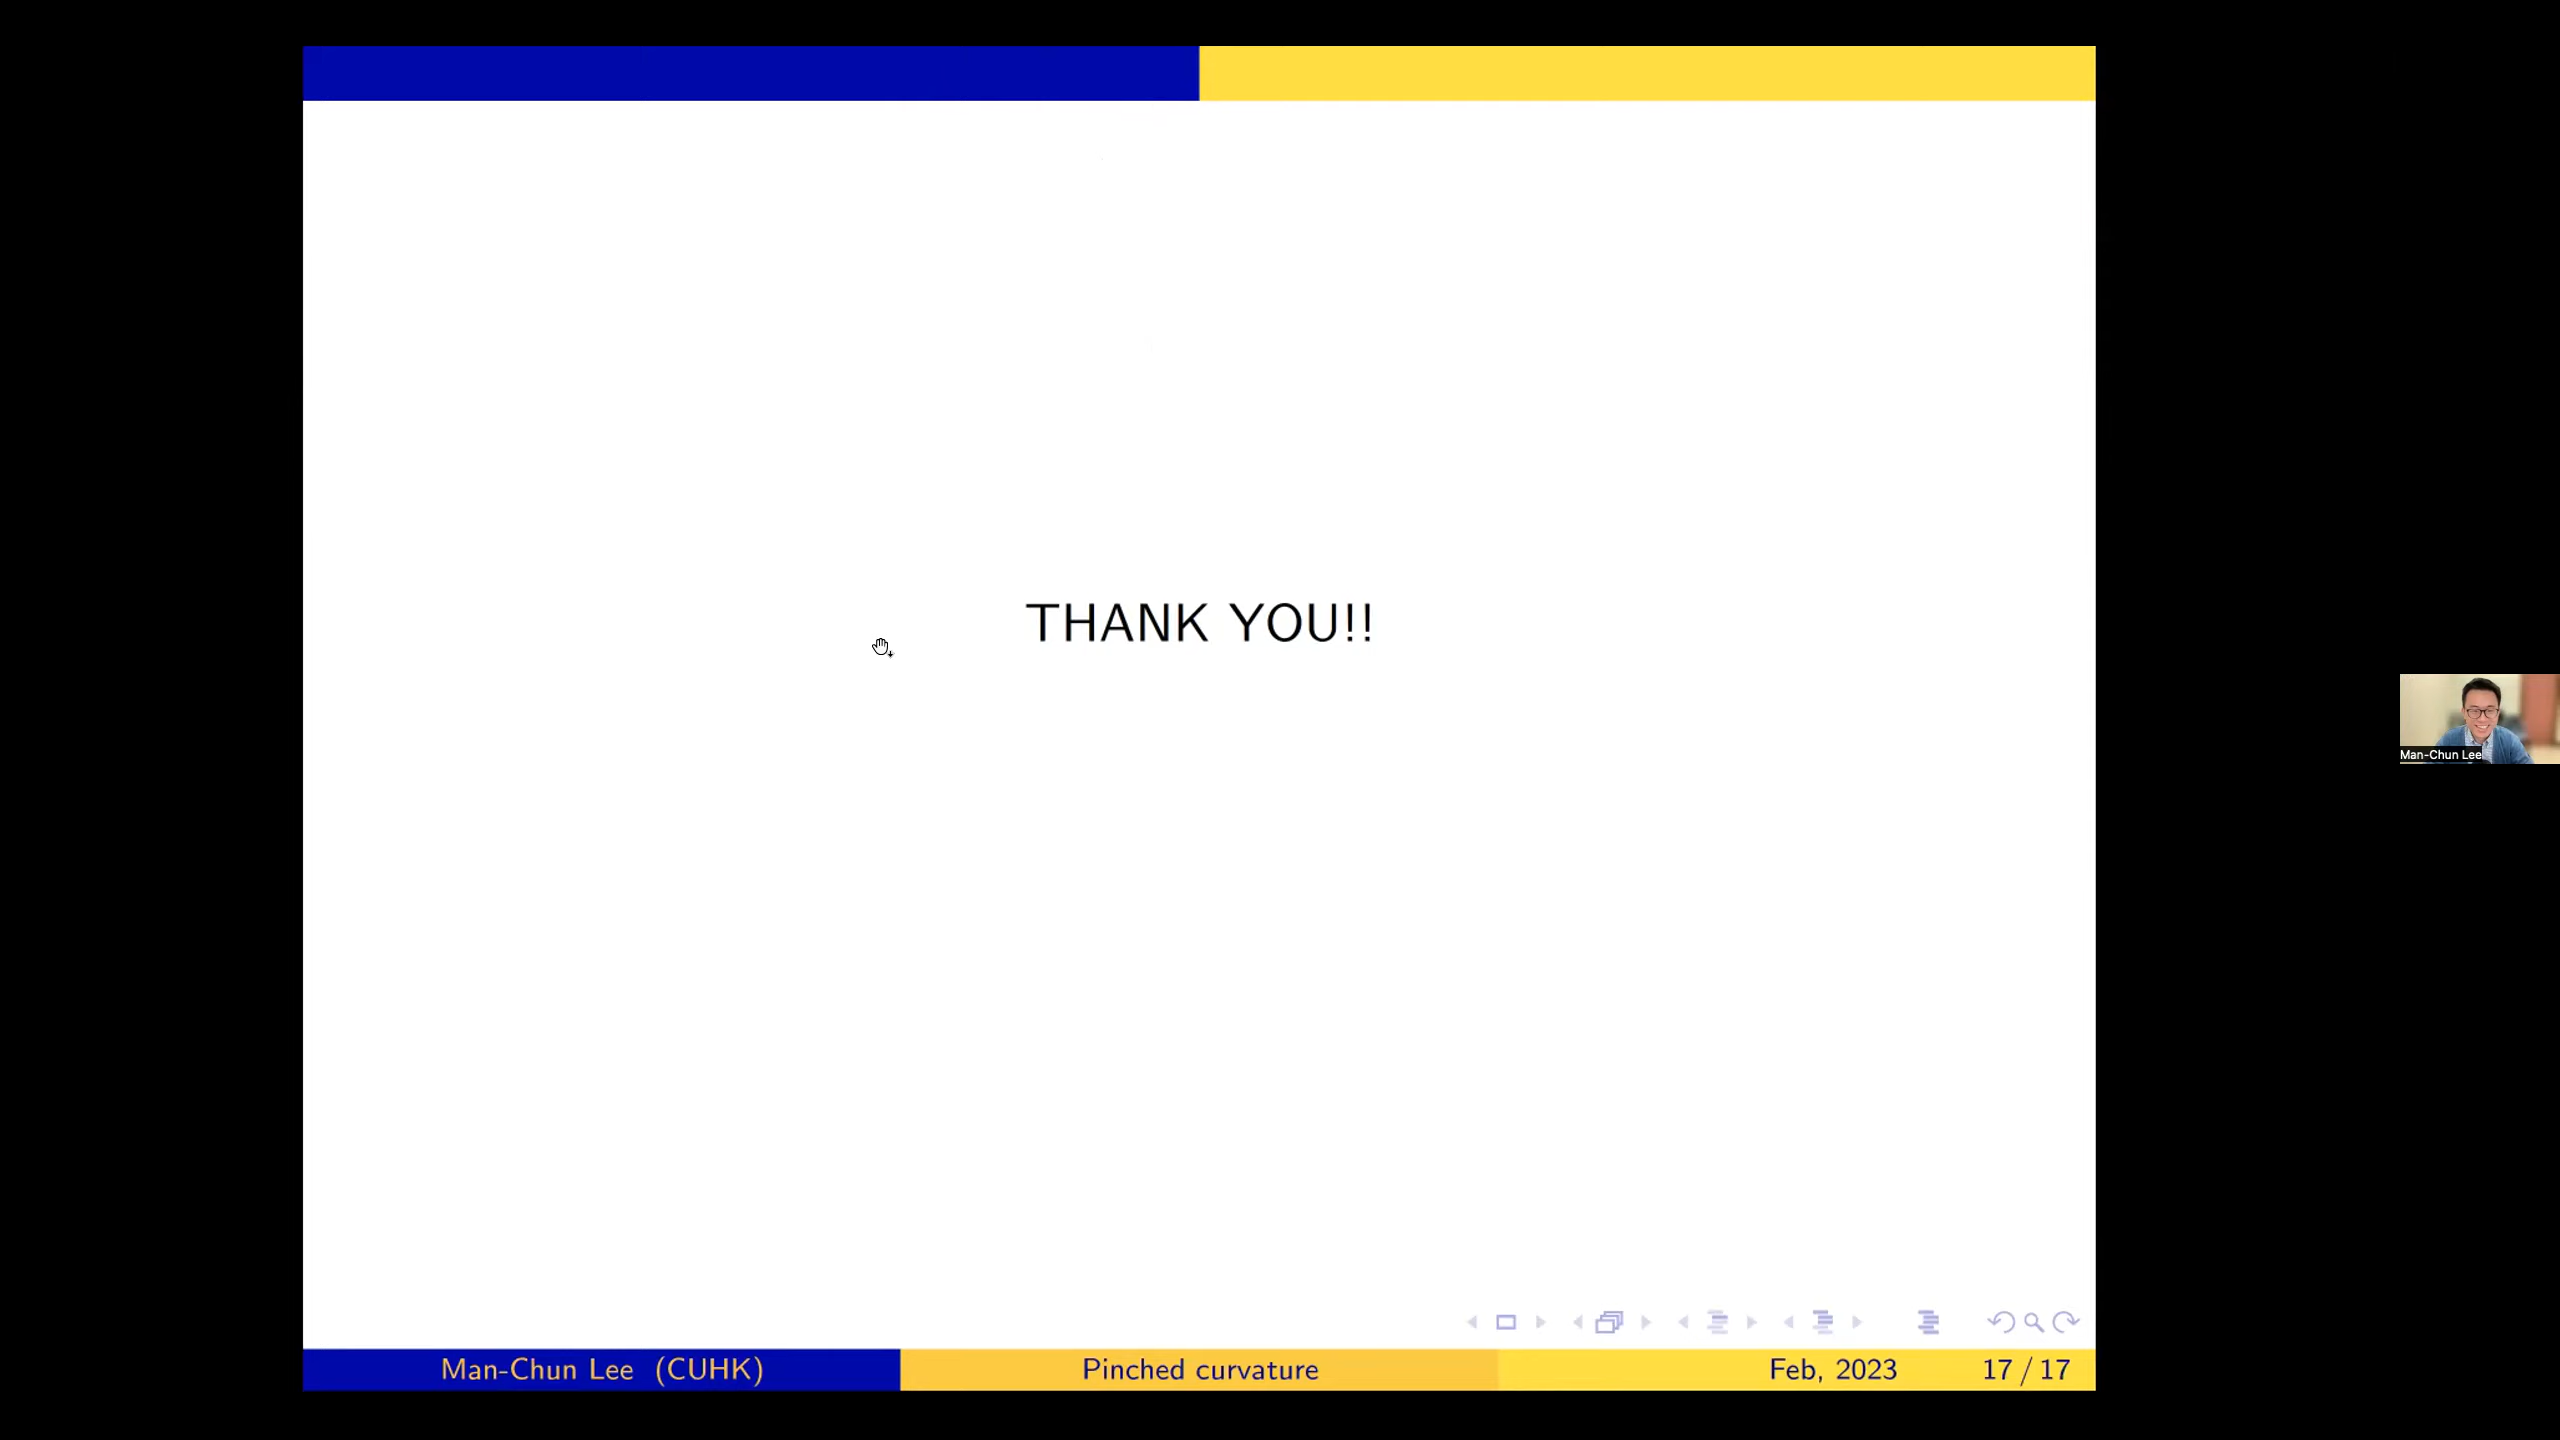 THANK YOU!!
Man-Chun Lee
Man-Chun Lee (CUHK)
Pinched curvature
Feb, 2023
17 / 17